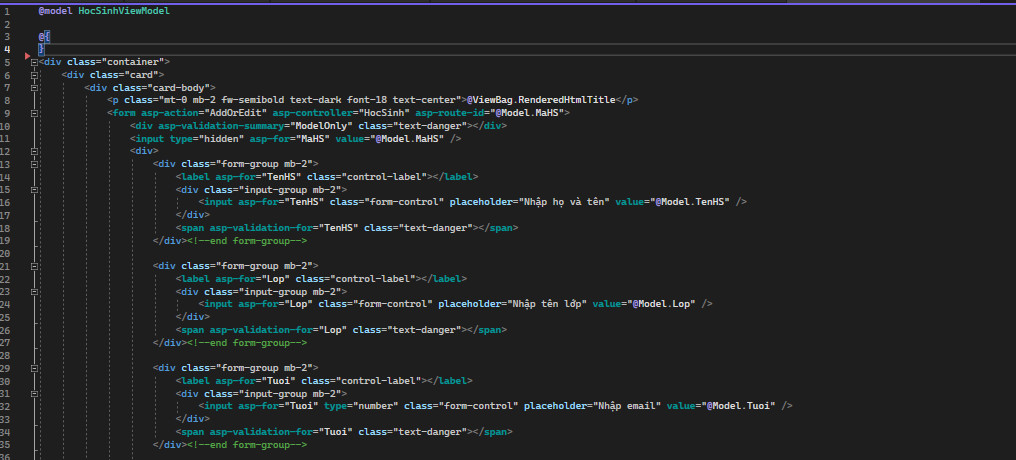 1 @model HocSinhViewModel
2
3 @{
4 }
5 <div class="container">
6 <div class="card">
7 <div class="card-body">
8 <p class="mt-0 mb-2 fw-semibold text-dark font-18 text-center">@ViewBag.RenderedHtmlTitle</p>
9 <form asp-action="AddOrEdit" asp-controller="HocSinh" asp-route-id="@Model.MaHS">
10 <div asp-validation-summary="ModelOnly" class="text-danger"></div>
11 <input type="hidden" asp-for="MaHS" value="@Model.MaHS" />
12 <div>
13 <div class="form-group mb-2">
14 <label asp-for="TenHS" class="control-label"></label>
15 <div class="input-group mb-2">
16 <input asp-for="TenHS" class="form-control" placeholder="Nhập họ và tên" value="@Model.TenHS" />
17 </div>
18 <span asp-validation-for="TenHS" class="text-danger"></span>
19 </div><!--end form-group-->
20
21 <div class="form-group mb-2">
22 <label asp-for="Lop" class="control-label"></label>
23 <div class="input-group mb-2">
24 <input asp-for="Lop" class="form-control" placeholder="Nhập tên lớp" value="@Model.Lop" />
25 </div>
26 <span asp-validation-for="Lop" class="text-danger"></span>
27 </div><!--end form-group-->
28
29 <div class="form-group mb-2">
30 <label asp-for="Tuoi" class="control-label"></label>
31 <div class="input-group mb-2">
32 <input asp-for="Tuoi" type="number" class="form-control" placeholder="Nhập email" value="@Model.Tuoi" />
33 </div>
34 <span asp-validation-for="Tuoi" class="text-danger"></span>
35 </div><!--end form-group-->
36